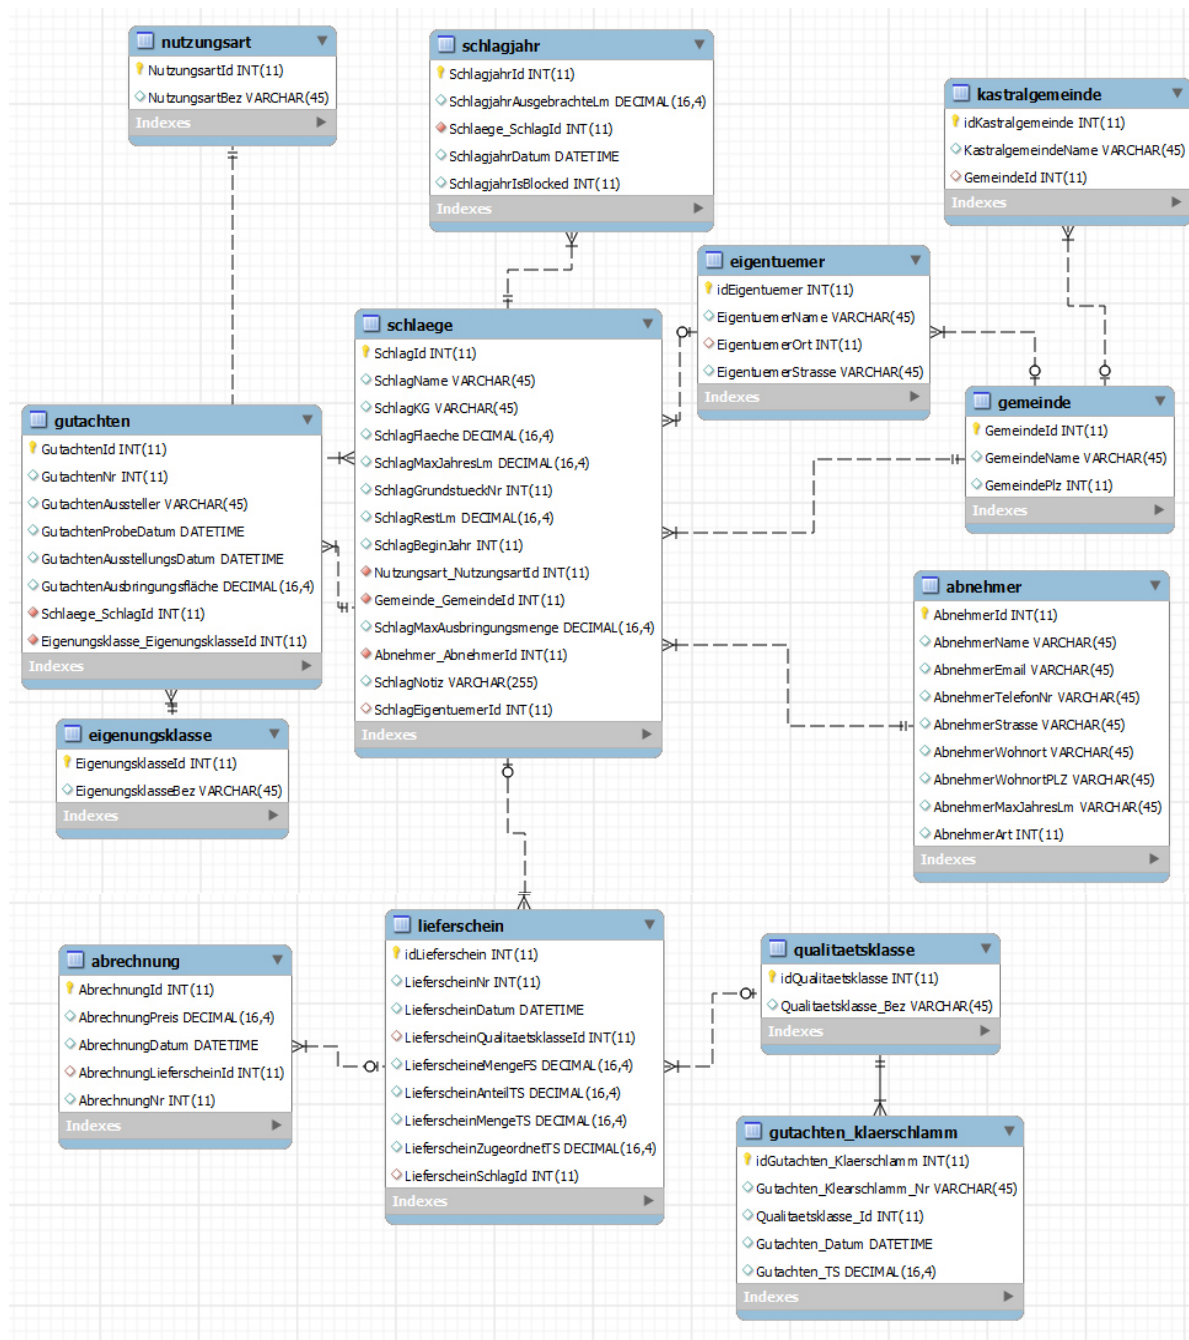 nutzungsart
NutzungsartId INT(11)
NutzungsartBez VARCHAR(45)
Indexes
schlagjahr
SchlagjahrId INT(11)
SchlagjahrAusgebrachteLm DECIMAL(16,4)
Schlaege_SchlagId INT(11)
SchlagjahrDatum DATETIME
SchlagjahrIsBlocked INT(11)
Indexes
kastralgemeinde
idKastralgemeinde INT(11)
KastralgemeindeName VARCHAR(45)
GemeindeId INT(11)
Indexes
eigentuemer
idEigentuemer INT(11)
EigentuemerName VARCHAR(45)
EigentuemerOrt INT(11)
EigentuemerStrasse VARCHAR(45)
Indexes
schlaege
SchlagId INT(11)
SchlagName VARCHAR(45)
SchlagKG VARCHAR(45)
SchlagFlaeche DECIMAL(16,4)
SchlagMaxJahresLm DECIMAL(16,4)
SchlagGrundstueckNr INT(11)
SchlagRestLm DECIMAL(16,4)
SchlagBeginJahr INT(11)
Nutzungsart_NutzungsartId INT(11)
Gemeinde_GemeindeId INT(11)
SchlagMaxAusbringungsmenge DECIMAL(16,4)
Abnehmer_AbnehmerId INT(11)
SchlagNotiz VARCHAR(255)
SchlagEigentuemerId INT(11)
Indexes
gemeinde
GemeindeId INT(11)
GemeindeName VARCHAR(45)
GemeindePlz INT(11)
Indexes
gutachten
GutachtenId INT(11)
GutachtenNr INT(11)
GutachtenAussteller VARCHAR(45)
GutachtenProbeDatum DATETIME
GutachtenAusstellungsDatum DATETIME
GutachtenAusbringungsfläche DECIMAL(16,4)
Schlaege_SchlagId INT(11)
Eigenungsklasse_EigenungsklasseId INT(11)
Indexes
abnehmer
AbnehmerId INT(11)
AbnehmerName VARCHAR(45)
AbnehmerEmail VARCHAR(45)
AbnehmerTelefonNr VARCHAR(45)
AbnehmerStrasse VARCHAR(45)
AbnehmerWohnort VARCHAR(45)
AbnehmerWohnortPLZ VARCHAR(45)
AbnehmerMaxJahresLm VARCHAR(45)
AbnehmerArt INT(11)
Indexes
eigenungsklasse
EigenungsklasseId INT(11)
EigenungsklasseBez VARCHAR(45)
Indexes
lieferschein
idLieferschein INT(11)
LieferscheinNr INT(11)
LieferscheinDatum DATETIME
LieferscheinQualitaetsklasseId INT(11)
LieferscheineMengeFS DECIMAL(16,4)
LieferscheinAnteilTS DECIMAL(16,4)
LieferscheinMengeTS DECIMAL(16,4)
LieferscheinZugeordnetTS DECIMAL(16,4)
LieferscheinSchlagId INT(11)
Indexes
abrechnung
AbrechnungId INT(11)
AbrechnungPreis DECIMAL(16,4)
AbrechnungDatum DATETIME
AbrechnungLieferscheinId INT(11)
AbrechnungNr INT(11)
Indexes
qualitaetsklasse
idQualitaetsklasse INT(11)
Qualitaetsklasse_Bez VARCHAR(45)
Indexes
gutachten_klaerschlamm
idGutachten_Klaerschlamm INT(11)
Gutachten_Klearschlamm_Nr VARCHAR(45)
Qualitaetsklasse_Id INT(11)
Gutachten_Datum DATETIME
Gutachten_TS DECIMAL(16,4)
Indexes